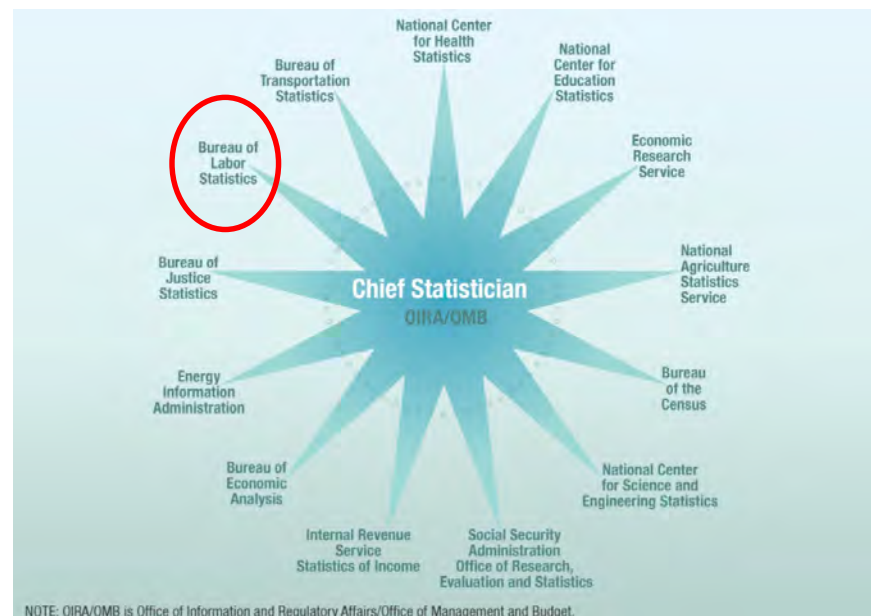 National Center
for Health
Statistics
National
Center for
Education
Statistics
Economic
Research
Service
National
Agriculture
Statistics
Service
Bureau
of the
Census
National Center
for Science and
Engineering Statistics
Social Security
Administration
Office of Research,
Evaluation and Statistics
Internal Revenue
Service
Statistics of Income
Bureau of
Economic
Analysis
Energy
Information
Administration
Bureau of
Justice
Statistics
Bureau of
Labor
Statistics
Bureau of
Transportation
Statistics
Chief Statistician
OIRA/OMB
NOTE: OIRA/OMB is Office of Information and Regulatory Affairs/Office of Management and Budget.